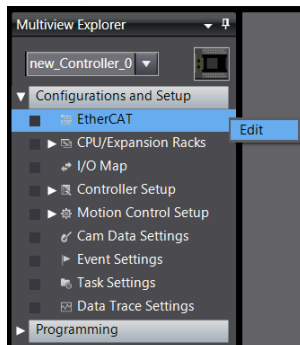 Multiview Explorer
new_Controller_0
Configurations and Setup
EtherCAT
Edit
CPU/Expansion Racks
I/O Map
Controller Setup
Motion Control Setup
Cam Data Settings
Event Settings
Task Settings
Data Trace Settings
Programming